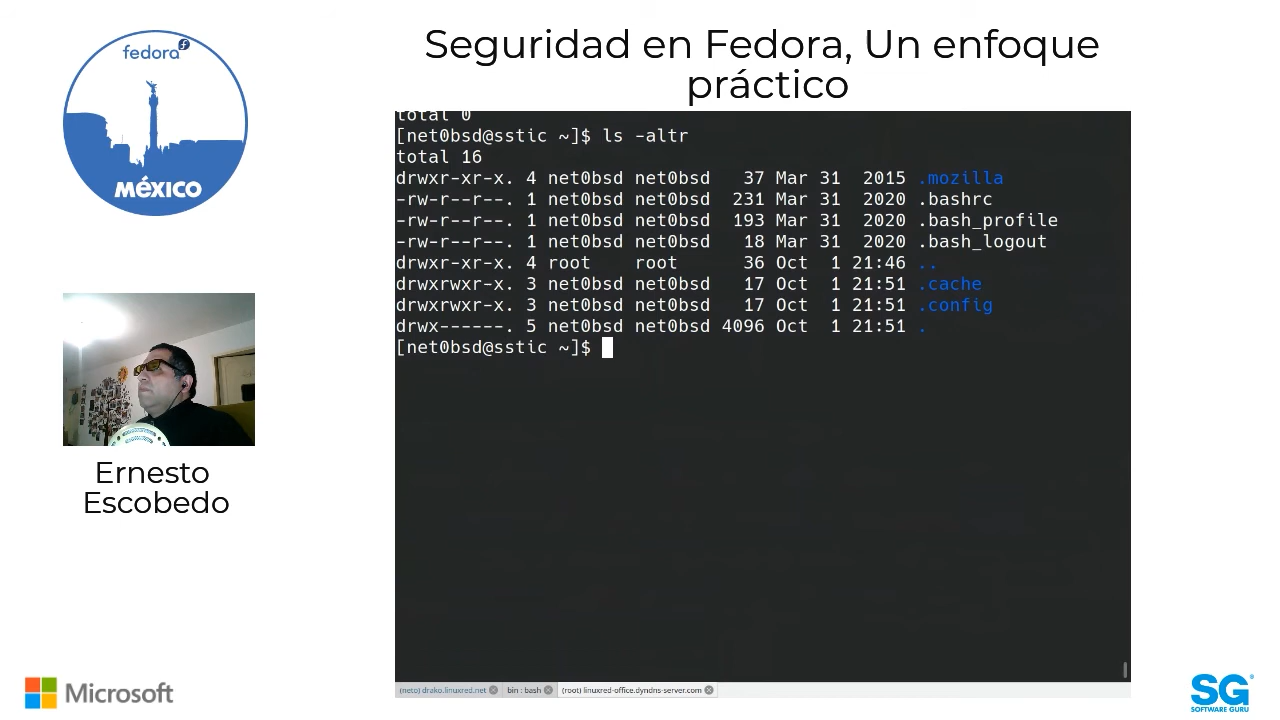 fedora
MÉXICO
Seguridad en Fedora, Un enfoque
práctico
total 0
[net0bsd@sstic ~]$ ls -altr
total 16
drwxr-xr-x. 4 net0bsd net0bsd 37 Mar 31 2015 .mozilla
-rw-r--r--. 1 net0bsd net0bsd 231 Mar 31 2020 .bashrc
-rw-r--r--. 1 net0bsd net0bsd 193 Mar 31 2020 .bash_profile
-rw-r--r--. 1 net0bsd net0bsd 18 Mar 31 2020 .bash_logout
drwxr-xr-x. 4 root root 36 Oct 1 21:46 ..
drwxrwxr-x. 3 net0bsd net0bsd 17 Oct 1 21:51 .cache
drwxrwxr-x. 3 net0bsd net0bsd 17 Oct 1 21:51 .config
drwx------. 5 net0bsd net0bsd 4096 Oct 1 21:51 .
[net0bsd@sstic ~]$
Ernesto
Escobedo
(neto) drako.linuxred.net bin : bash (root) linuxred-office.dyndns-server.com
Microsoft
SG
SOFTWARE GURU